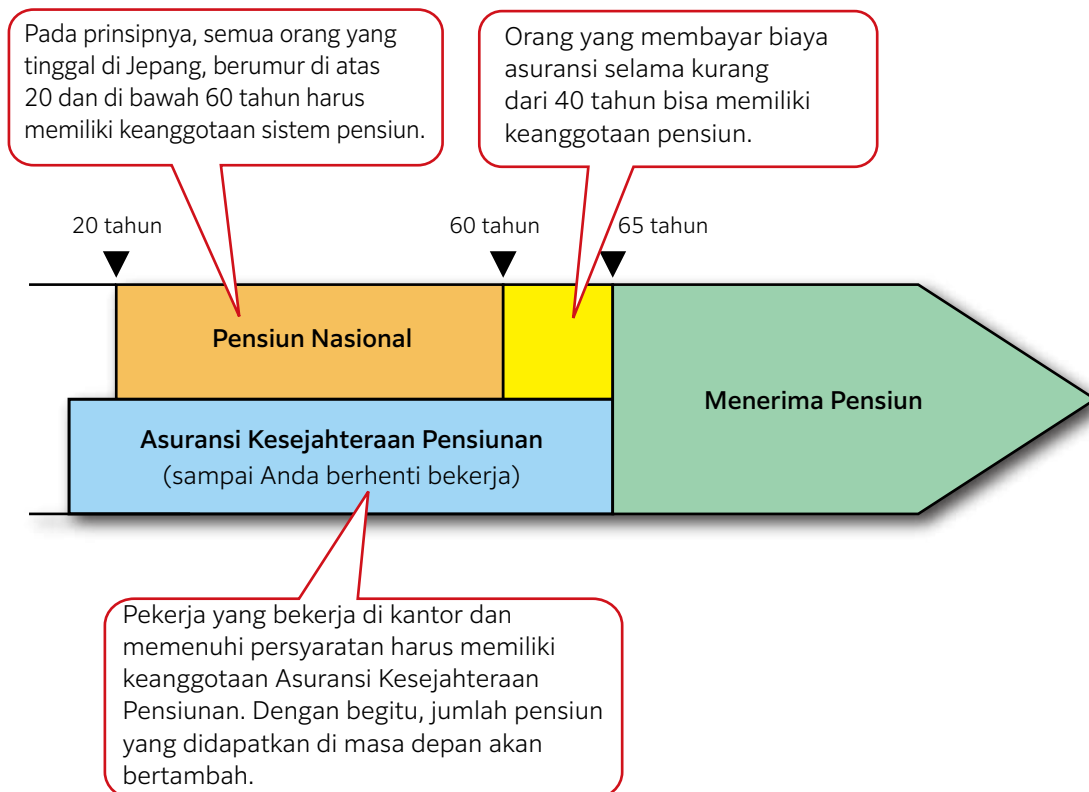 Pada prinsipnya, semua orang yang
tinggal di Jepang, berumur di atas
20 dan di bawah 60 tahun harus
memiliki keanggotaan sistem pensiun.
Orang yang membayar biaya
asuransi selama kurang
dari 40 tahun bisa memiliki
keanggotaan pensiun.
20 tahun
60 tahun
65 tahun
Pensiun Nasional
Menerima Pensiun
Asuransi Kesejahteraan Pensiunan
(sampai Anda berhenti bekerja)
Pekerja yang bekerja di kantor dan
memenuhi persyaratan harus memiliki
keanggotaan Asuransi Kesejahteraan
Pensiunan. Dengan begitu, jumlah pensiun
yang didapatkan di masa depan akan
bertambah.